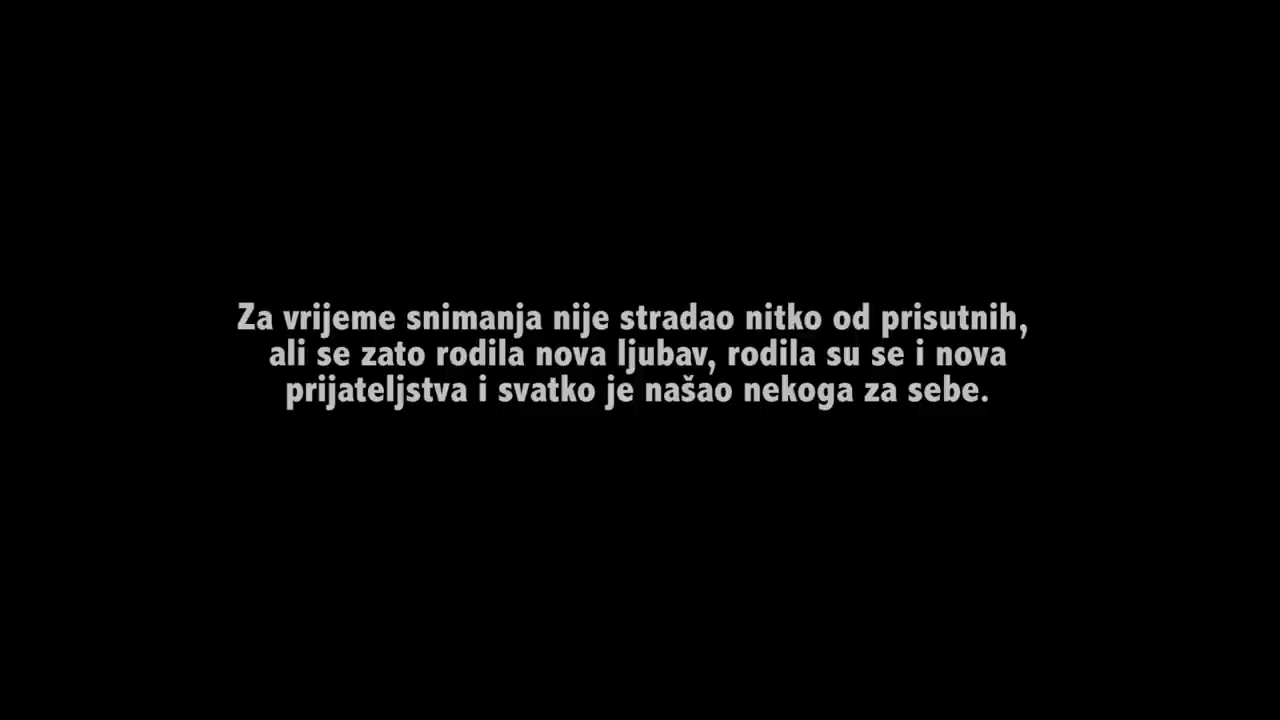 Za vrijeme snimanja nije stradao nitko od prisutnih,
ali se zato rodila nova ljubav, rodila su se i nova
prijateljstva i svatko je našao nekoga za sebe.